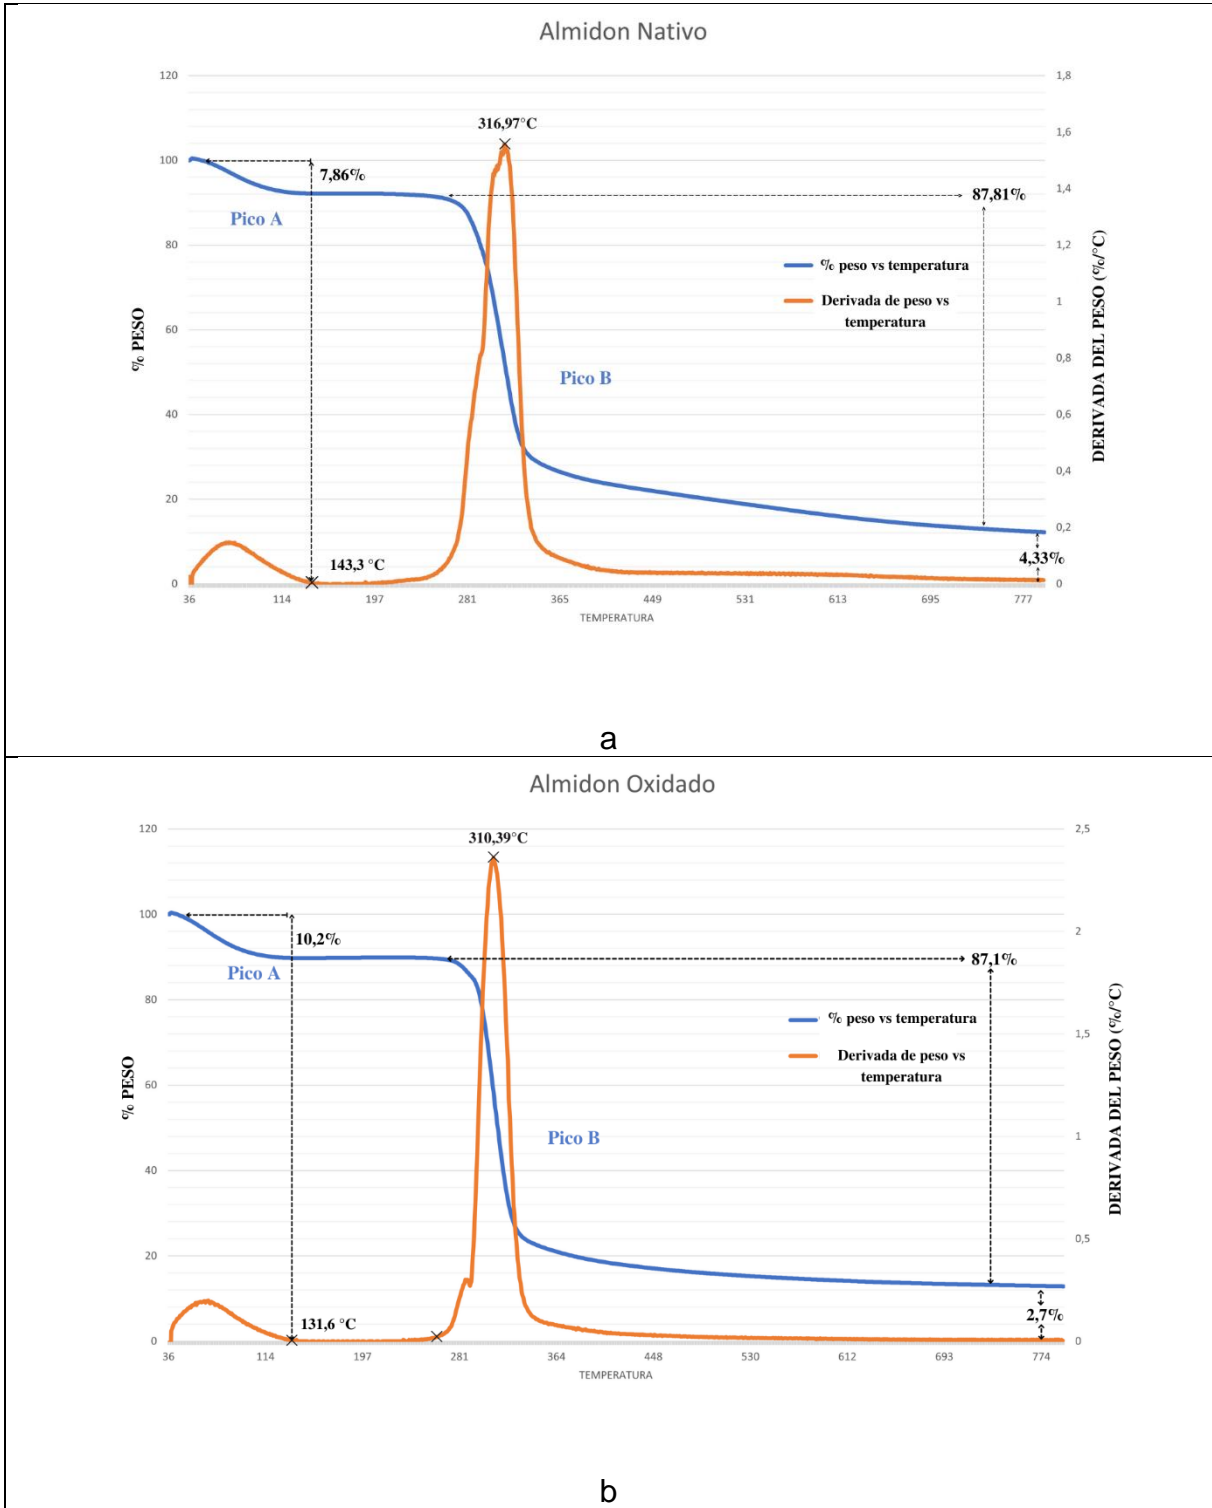 Almidon Nativo
120
100
80
60
40
20
0
% PESO
1,8
1,6
1,4
1,2
1
0,8
0,6
0,4
0,2
0
DERIVADA DEL PESO (%/°C)
316,97°C
7,86%
Pico A
87,81%
% peso vs temperatura
Derivada de peso vs
temperatura
Pico B
143,3 °C
4,33%
36 114 197 281 365 449 531 613 695 777
TEMPERATURA
a
Almidon Oxidado
120
100
80
60
40
20
0
% PESO
2,5
2
1,5
1
0,5
0
DERIVADA DEL PESO (%/°C)
310,39°C
10,2%
Pico A
87,1%
% peso vs temperatura
Derivada de peso vs
temperatura
Pico B
131,6 °C
2,7%
36 114 197 281 364 448 530 612 693 774
TEMPERATURA
b